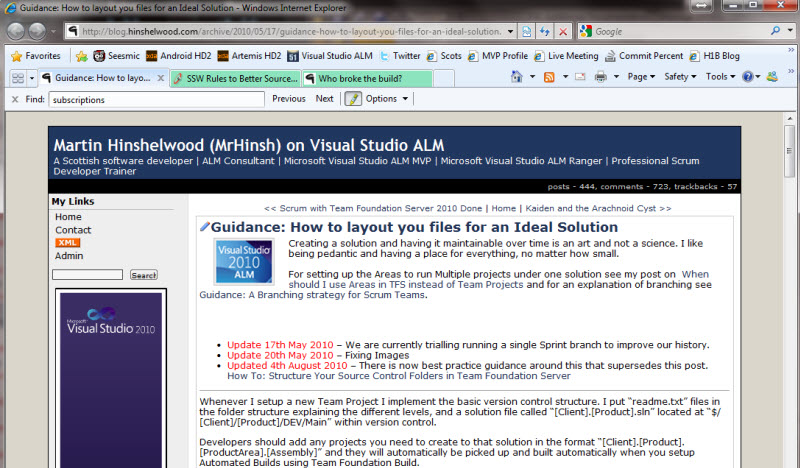 Guidance: How to layout you files for an Ideal Solution - Windows Internet Explorer
http://blog.hinshelwood.com/archive/2010/05/17/guidance-how-to-layout-you-files-for-an-ideal-solution.
Google
Favorites Seesmic Android HD2 Artemis HD2 Visual Studio ALM Twitter Scots MVP Profile Live Meeting Commit Percent H1B Blog
Guidance: How to layo... SSW Rules to Better Source... Who broke the build?
Page Safety Tools
Find: subscriptions Previous Next Options
Martin Hinshelwood (MrHinsh) on Visual Studio ALM
A Scottish software developer | ALM Consultant | Microsoft Visual Studio ALM MVP | Microsoft Visual Studio ALM Ranger | Professional Scrum
Developer Trainer
posts - 444, comments - 723, trackbacks - 57
My Links
Home
Contact
XML
Admin
Search
Microsoft
Visual Studio 2010
<< Scrum with Team Foundation Server 2010 Done | Home | Kaiden and the Arachnoid Cyst >>
Guidance: How to layout you files for an Ideal Solution
Visual Studio
2010
ALM
Creating a solution and having it maintainable over time is an art and not a science. I like
being pedantic and having a place for everything, no matter how small.
For setting up the Areas to run Multiple projects under one solution see my post on When
should I use Areas in TFS instead of Team Projects and for an explanation of branching see
Guidance: A Branching strategy for Scrum Teams.
Update 17th May 2010 – We are currently trialling running a single Sprint branch to improve our history.
Update 20th May 2010 – Fixing Images
Updated 4th August 2010 – There is now best practice guidance around this that supersedes this post.
How To: Structure Your Source Control Folders in Team Foundation Server
Whenever I setup a new Team Project I implement the basic version control structure. I put “readme.txt” files in
the folder structure explaining the different levels, and a solution file called “[Client].[Product].sln” located at “$/
[Client]/[Product]/DEV/Main” within version control.
Developers should add any projects you need to create to that solution in the format “[Client].[Product].
[ProductArea].[Assembly]” and they will automatically be picked up and built automatically when you setup
Automated Builds using Team Foundation Build.